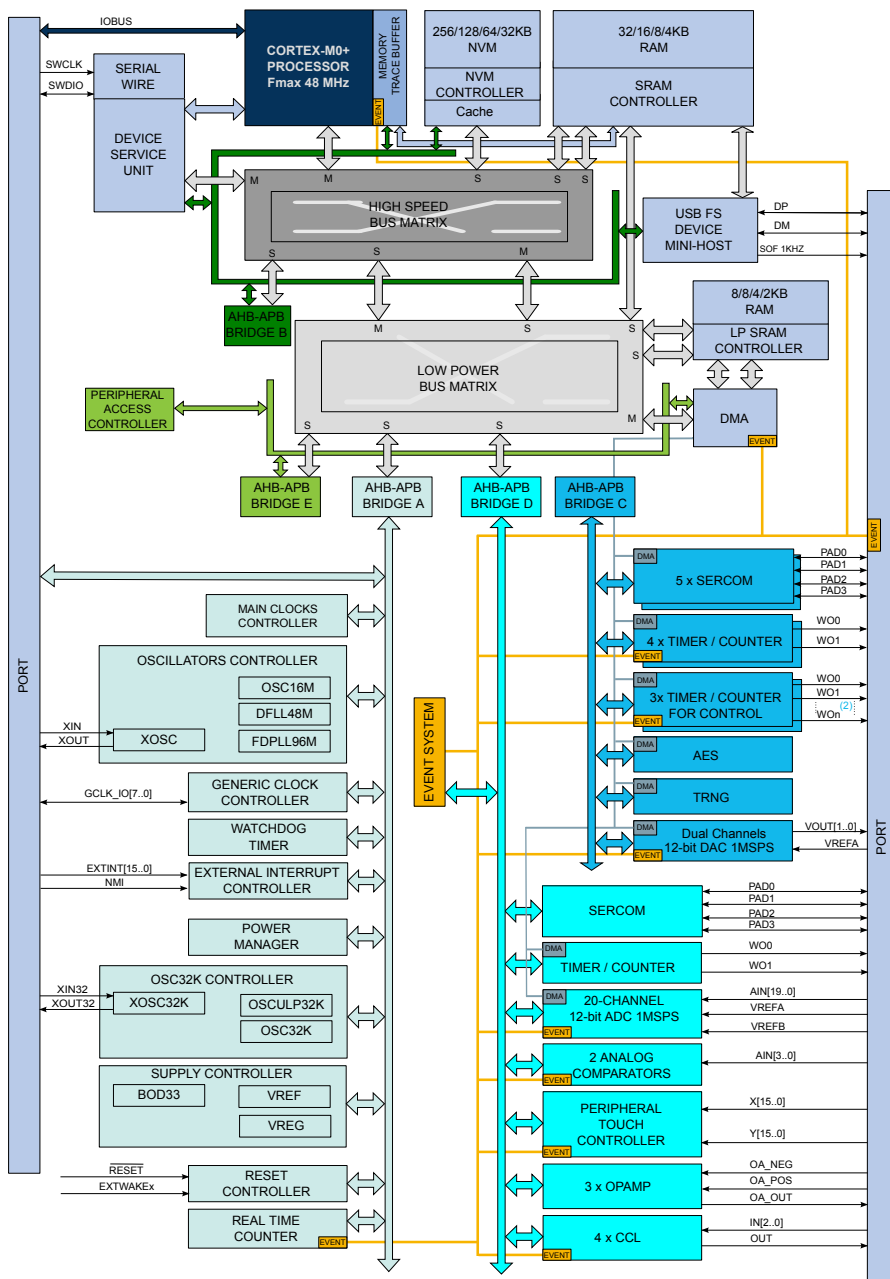 IOBUS
SWCLK
SWDIO
SERIAL
WIRE
DEVICE
SERVICE
UNIT
CORTEX-M0+
PROCESSOR
Fmax 48 MHz
MEMORY
TRACE BUFFER
EVENT
256/128/64/32KB
NVM
NVM
CONTROLLER
Cache
32/16/8/4KB
RAM
SRAM
CONTROLLER
M
M
S
S
S
HIGH SPEED
BUS MATRIX
S
S
M
USB FS
DEVICE
MINI-HOST
DP
DM
SOF 1KHZ
AHB-APB
BRIDGE B
8/8/4/2KB
RAM
LP SRAM
CONTROLLER
M
S
S
S
LOW POWER
BUS MATRIX
S
S
S
M
PERIPHERAL
ACCESS
CONTROLLER
DMA
EVENT
AHB-APB
BRIDGE E
AHB-APB
BRIDGE A
AHB-APB
BRIDGE D
AHB-APB
BRIDGE C
EVENT
PORT
PORT
MAIN CLOCKS
CONTROLLER
OSCILLATORS CONTROLLER
OSC16M
DFLL48M
FDPLL96M
XOSC
XIN
XOUT
GCLK_IO[7..0]
GENERIC CLOCK
CONTROLLER
WATCHDOG
TIMER
EXTINT[15..0]
NMI
EXTERNAL INTERRUPT
CONTROLLER
POWER
MANAGER
OSC32K CONTROLLER
XIN32
XOUT32
XOSC32K
OSCULP32K
OSC32K
SUPPLY CONTROLLER
BOD33
VREF
VREG
RESET
EXTWAKEx
RESET
CONTROLLER
REAL TIME
COUNTER
EVENT
EVENT SYSTEM
DMA
5 x SERCOM
PAD0
PAD1
PAD2
PAD3
DMA
4 x TIMER / COUNTER
EVENT
WO0
WO1
DMA
3x TIMER / COUNTER
FOR CONTROL
EVENT
WO0
WO1
(2)
WOn
DMA
AES
DMA
TRNG
DMA
Dual Channels
12-bit DAC 1MSPS
EVENT
VOUT[1..0]
VREFA
SERCOM
PAD0
PAD1
PAD2
PAD3
DMA
TIMER / COUNTER
WO0
WO1
DMA
20-CHANNEL
12-bit ADC 1MSPS
EVENT
AIN[19..0]
VREFA
VREFB
2 ANALOG
COMPARATORS
EVENT
AIN[3..0]
PERIPHERAL
TOUCH
CONTROLLER
EVENT
X[15..0]
Y[15..0]
3 x OPAMP
OA_NEG
OA_POS
OA_OUT
4 x CCL
EVENT
IN[2..0]
OUT